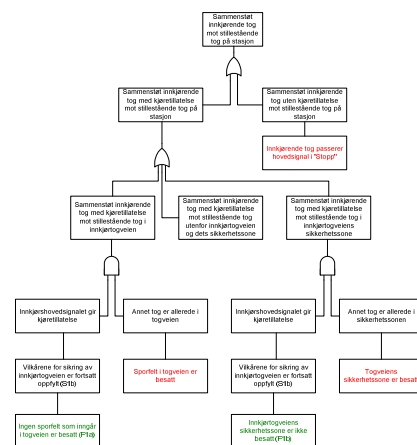 Sammenstøt
innkjørende tog
mot stillestående
tog på stasjon
Sammenstøt innkjørende
tog med kjøretillatelse
mot stillestående tog på
stasjon
Sammenstøt innkjørende
tog uten kjøretillatelse
mot stillestående tog på
stasjon
Innkjørende tog passerer
hovedsignal i "Stopp"
Sammenstøt innkjørende
tog med kjøretillatelse
mot stillestående tog i
innkjørtogveien
Sammenstøt innkjørende
tog med kjøretillatelse
mot stillestående tog
utenfor innkjørtogveien
og dets sikkerhetssone
Sammenstøt innkjørende
tog med kjøretillatelse
mot stillestående tog i
innkjørtogveiens
sikkerhetssone
Innkjørshovedsignalet gir
kjøretillatelse
Annet tog er allerede i
togveien
Innkjørshovedsignalet gir
kjøretillatelse
Annet tog er allerede i
sikkerhetssonen
Vilkårene for sikring av
innkjørtogveien er fortsatt
oppfylt (S1b)
Sporfelt i togveien er
besatt
Vilkårene for sikring av
innkjørtogveien er fortsatt
oppfylt (S1b)
Togveiens
sikkerhetssone er besatt
Ingen sporfelt som inngår
i togveien er besatt (F1a)
Innkjørtogveiens
sikkerhetssone er ikke
besatt (F1b)